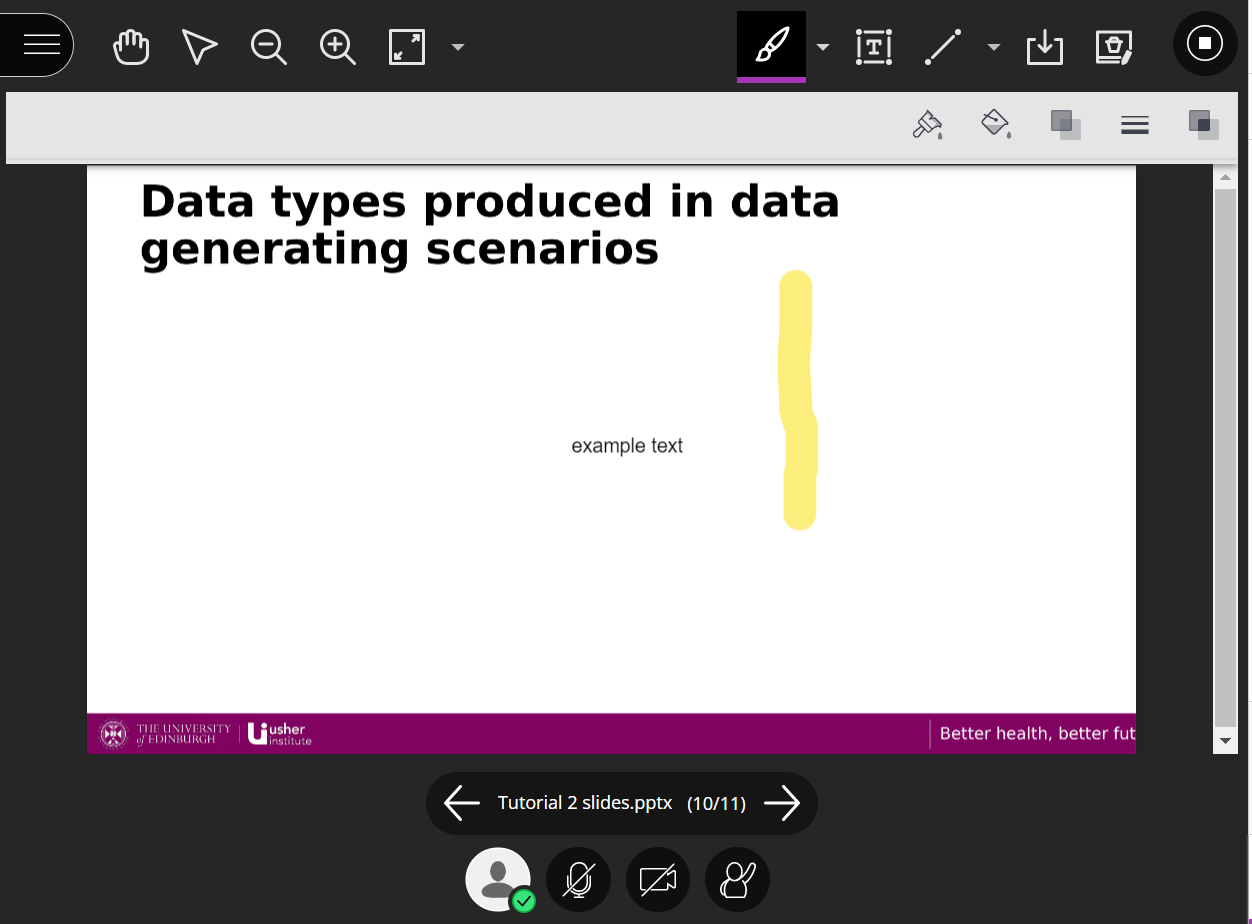 Data types produced in data
generating scenarios
example text
THE UNIVERSITY
of EDINBURGH
usher
institute
Better health, better fut
Tutorial 2 slides.pptx (10/11)